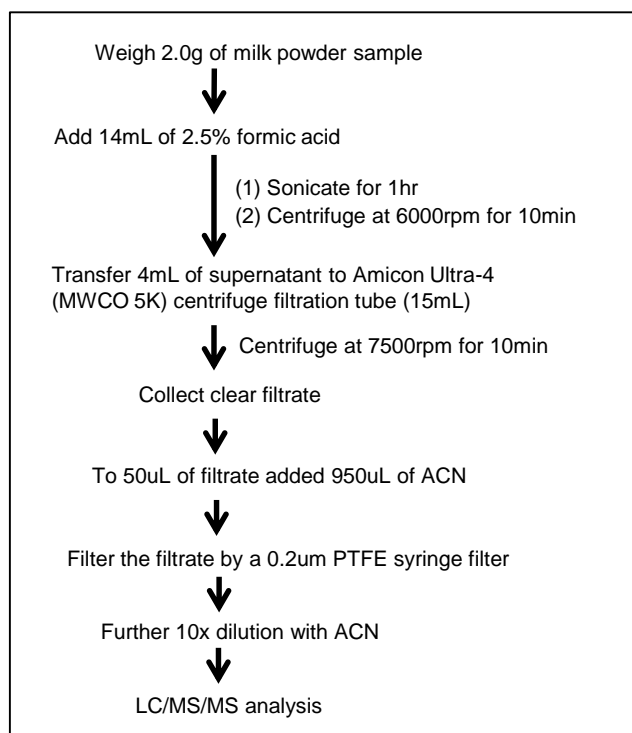 Weigh 2.0g of milk powder sample
Add 14mL of 2.5% formic acid
(1) Sonicate for 1hr
(2) Centrifuge at 6000rpm for 10min
Transfer 4mL of supernatant to Amicon Ultra-4
(MWCO 5K) centrifuge filtration tube (15mL)
Centrifuge at 7500rpm for 10min
Collect clear filtrate
To 50uL of filtrate added 950uL of ACN
Filter the filtrate by a 0.2um PTFE syringe filter
Further 10x dilution with ACN
LC/MS/MS analysis